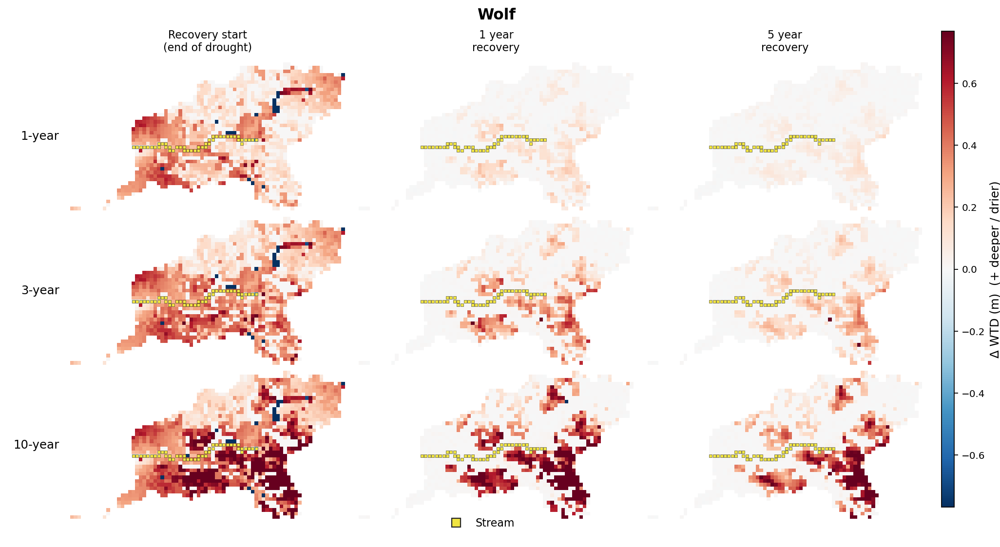 Wolf
Recovery start
(end of drought)
1 year
recovery
5 year
recovery
1-year
3-year
10-year
0.6
0.4
0.2
0.0
−0.2
−0.4
−0.6
Δ WTD (m)  (+ deeper / drier)
Stream